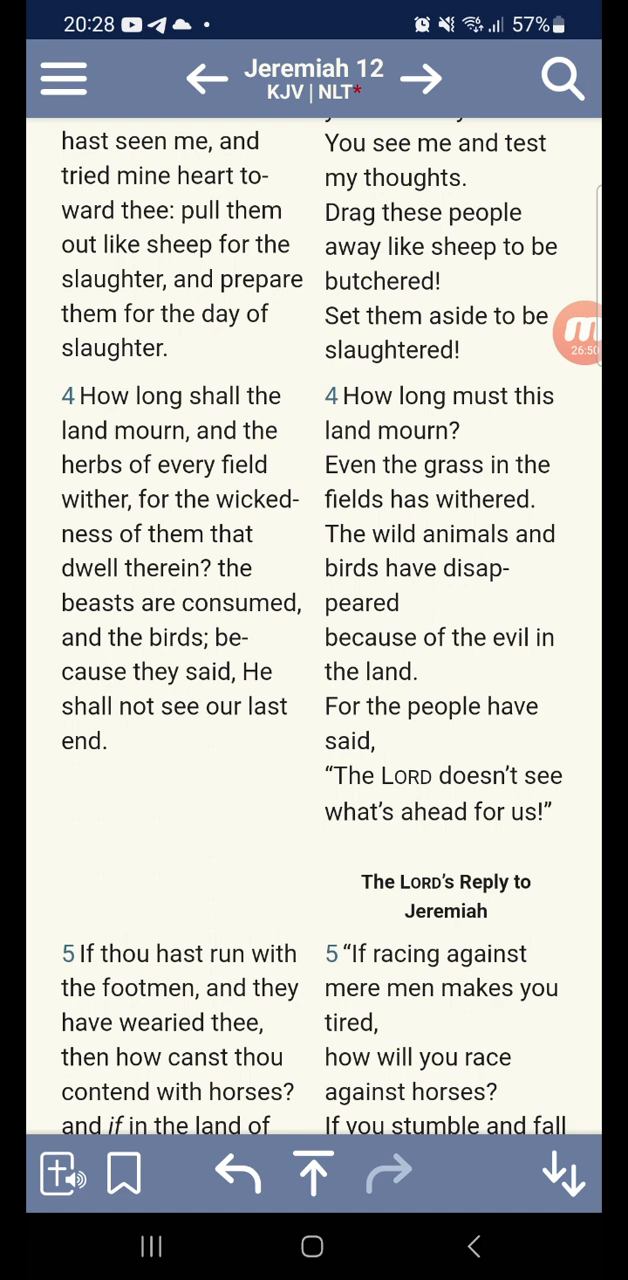 20:28
57%
Jeremiah 12
KJV | NLT*
hast seen me, and
tried mine heart to-
ward thee: pull them
out like sheep for the
slaughter, and prepare
them for the day of
slaughter.
4 How long shall the
land mourn, and the
herbs of every field
wither, for the wicked-
ness of them that
dwell therein? the
beasts are consumed,
and the birds; be-
cause they said, He
shall not see our last
end.
5 If thou hast run with
the footmen, and they
have wearied thee,
then how canst thou
contend with horses?
and if in the land of
You see me and test
my thoughts.
Drag these people
away like sheep to be
butchered!
Set them aside to be
slaughtered!
4 How long must this
land mourn?
Even the grass in the
fields has withered.
The wild animals and
birds have disap-
peared
because of the evil in
the land.
For the people have
said,
“The LORD doesn’t see
what’s ahead for us!”
The LORD’s Reply to
Jeremiah
5 “If racing against
mere men makes you
tired,
how will you race
against horses?
If you stumble and fall
26:50